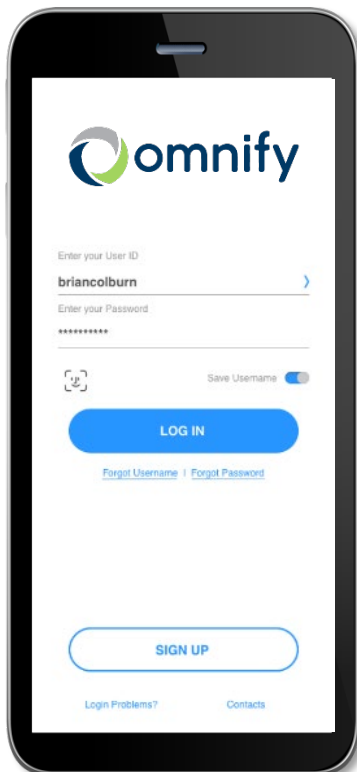 omnify
Enter your User ID
briancolburn
Enter your Password
**********
Save Username
LOG IN
Forgot Username | Forgot Password
SIGN UP
Login Problems? Contacts